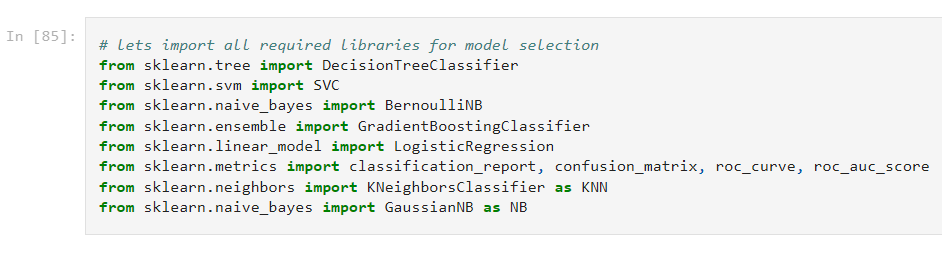 In [85]:
# lets import all required libraries for model selection
from sklearn.tree import DecisionTreeClassifier
from sklearn.svm import SVC
from sklearn.naive_bayes import BernoulliNB
from sklearn.ensemble import GradientBoostingClassifier
from sklearn.linear_model import LogisticRegression
from sklearn.metrics import classification_report, confusion_matrix, roc_curve, roc_auc_score
from sklearn.neighbors import KNeighborsClassifier as KNN
from sklearn.naive_bayes import GaussianNB as NB